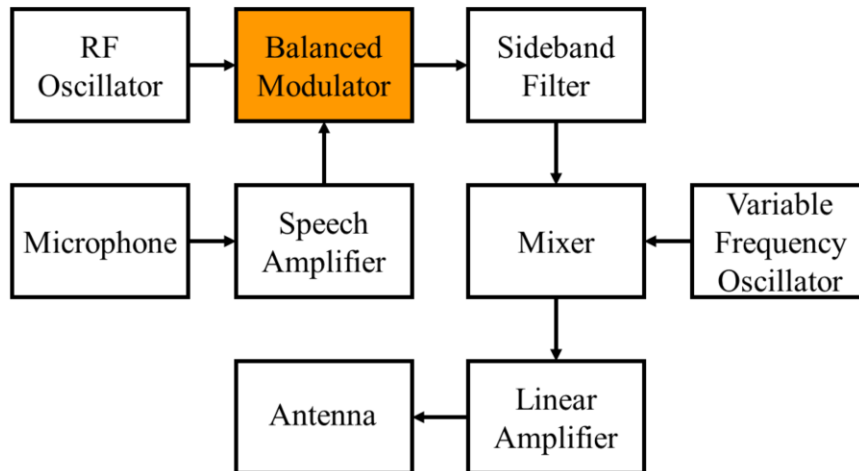 RF
Oscillator
Balanced
Modulator
Sideband
Filter
Microphone
Speech
Amplifier
Mixer
Variable
Frequency
Oscillator
Antenna
Linear
Amplifier